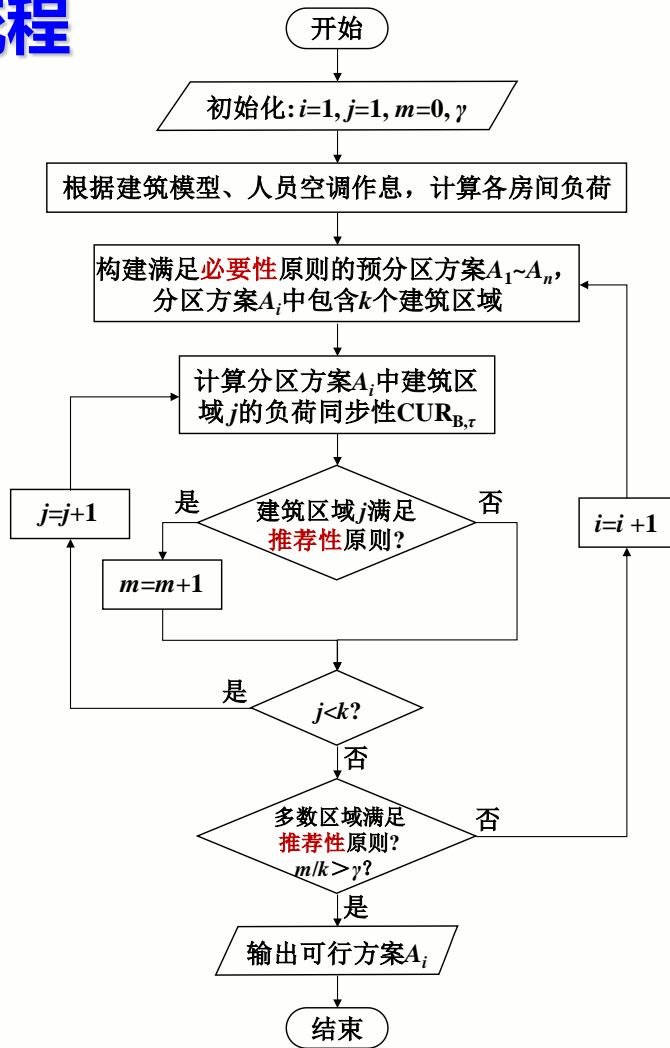 程
开始
初始化: i=1, j=1, m=0, γ
根据建筑模型、人员空调作息，计算各房间负荷
构建满足必要性原则的预分区方案A₁~Aₙ，
分区方案Aᵢ中包含k个建筑区域
计算分区方案Aᵢ中建筑区
域j的负荷同步性CUR_B,τ
j=j+1
是
建筑区域j满足
推荐性原则?
否
i=i +1
m=m+1
是
j<k?
否
多数区域满足
推荐性原则?
m/k＞γ?
否
是
输出可行方案Aᵢ
结束